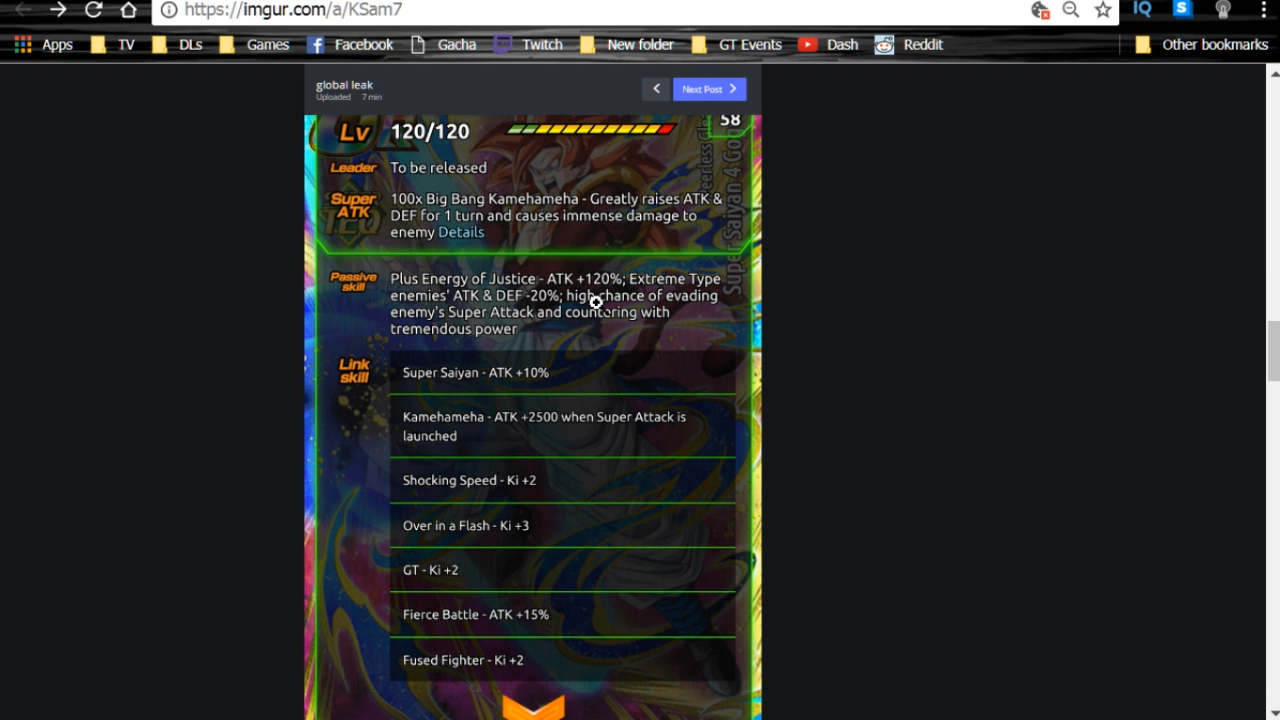 https://imgur.com/a/KSam7
IQ S
Apps TV DLs Games Facebook Gacha Twitch New folder GT Events Dash Reddit Other bookmarks
global leak
Uploaded 7 min
Next Post
Lv 120/120
58
Leader To be released
Super ATK
100x Big Bang Kamehameha - Greatly raises ATK &
DEF for 1 turn and causes immense damage to
enemy Details
Super Saiyan 4 Gog
Passive skill
Plus Energy of Justice - ATK +120%; Extreme Type
enemies' ATK & DEF -20%; high chance of evading
enemy's Super Attack and countering with
tremendous power
Link skill
Super Saiyan - ATK +10%
Kamehameha - ATK +2500 when Super Attack is
launched
Shocking Speed - Ki +2
Over in a Flash - Ki +3
GT - Ki +2
Fierce Battle - ATK +15%
Fused Fighter - Ki +2